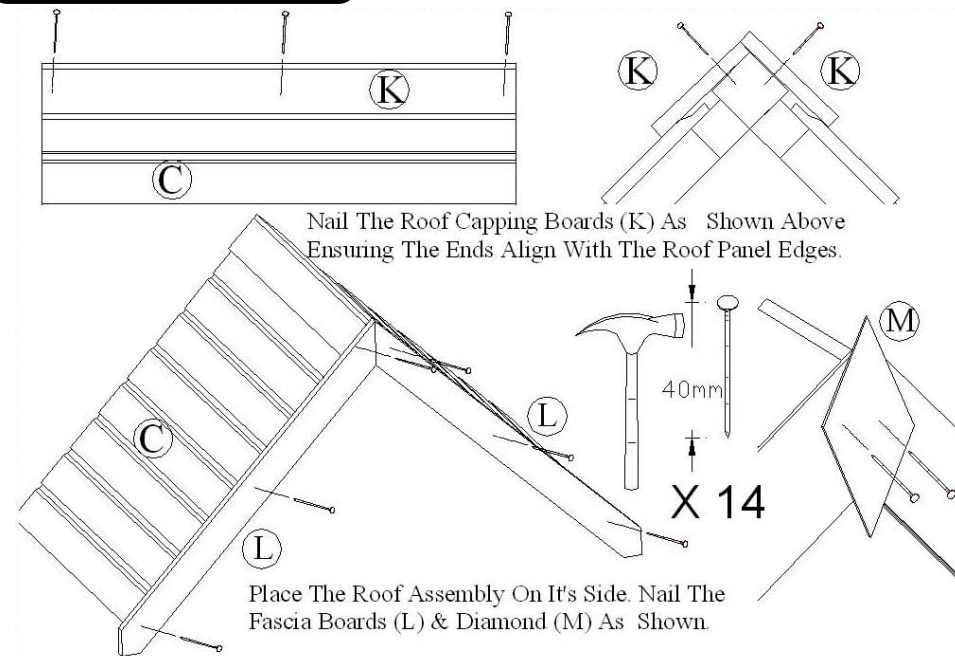 K
K
K
C
Nail The Roof Capping Boards (K) As Shown Above
Ensuring The Ends Align With The Roof Panel Edges.
M
40mm
L
C
X 14
L
Place The Roof Assembly On It's Side. Nail The
Fascia Boards (L) & Diamond (M) As Shown.